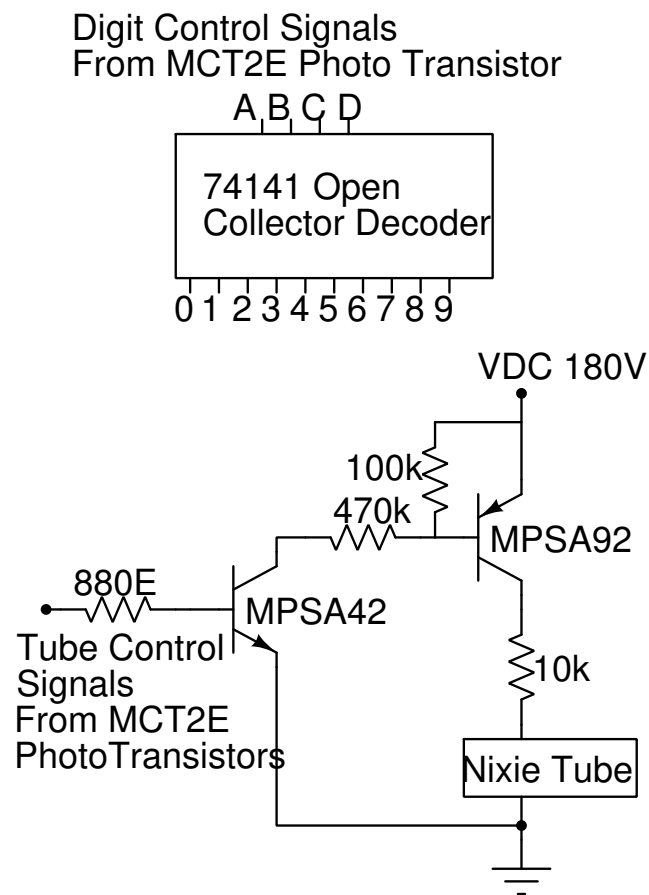 Digit Control Signals
From MCT2E Photo Transistor
A B C D
74141 Open
Collector Decoder
0 1 2 3 4 5 6 7 8 9
VDC 180V
100k
470k
MPSA92
880E
MPSA42
Tube Control
Signals
From MCT2E
PhotoTransistors
10k
Nixie Tube